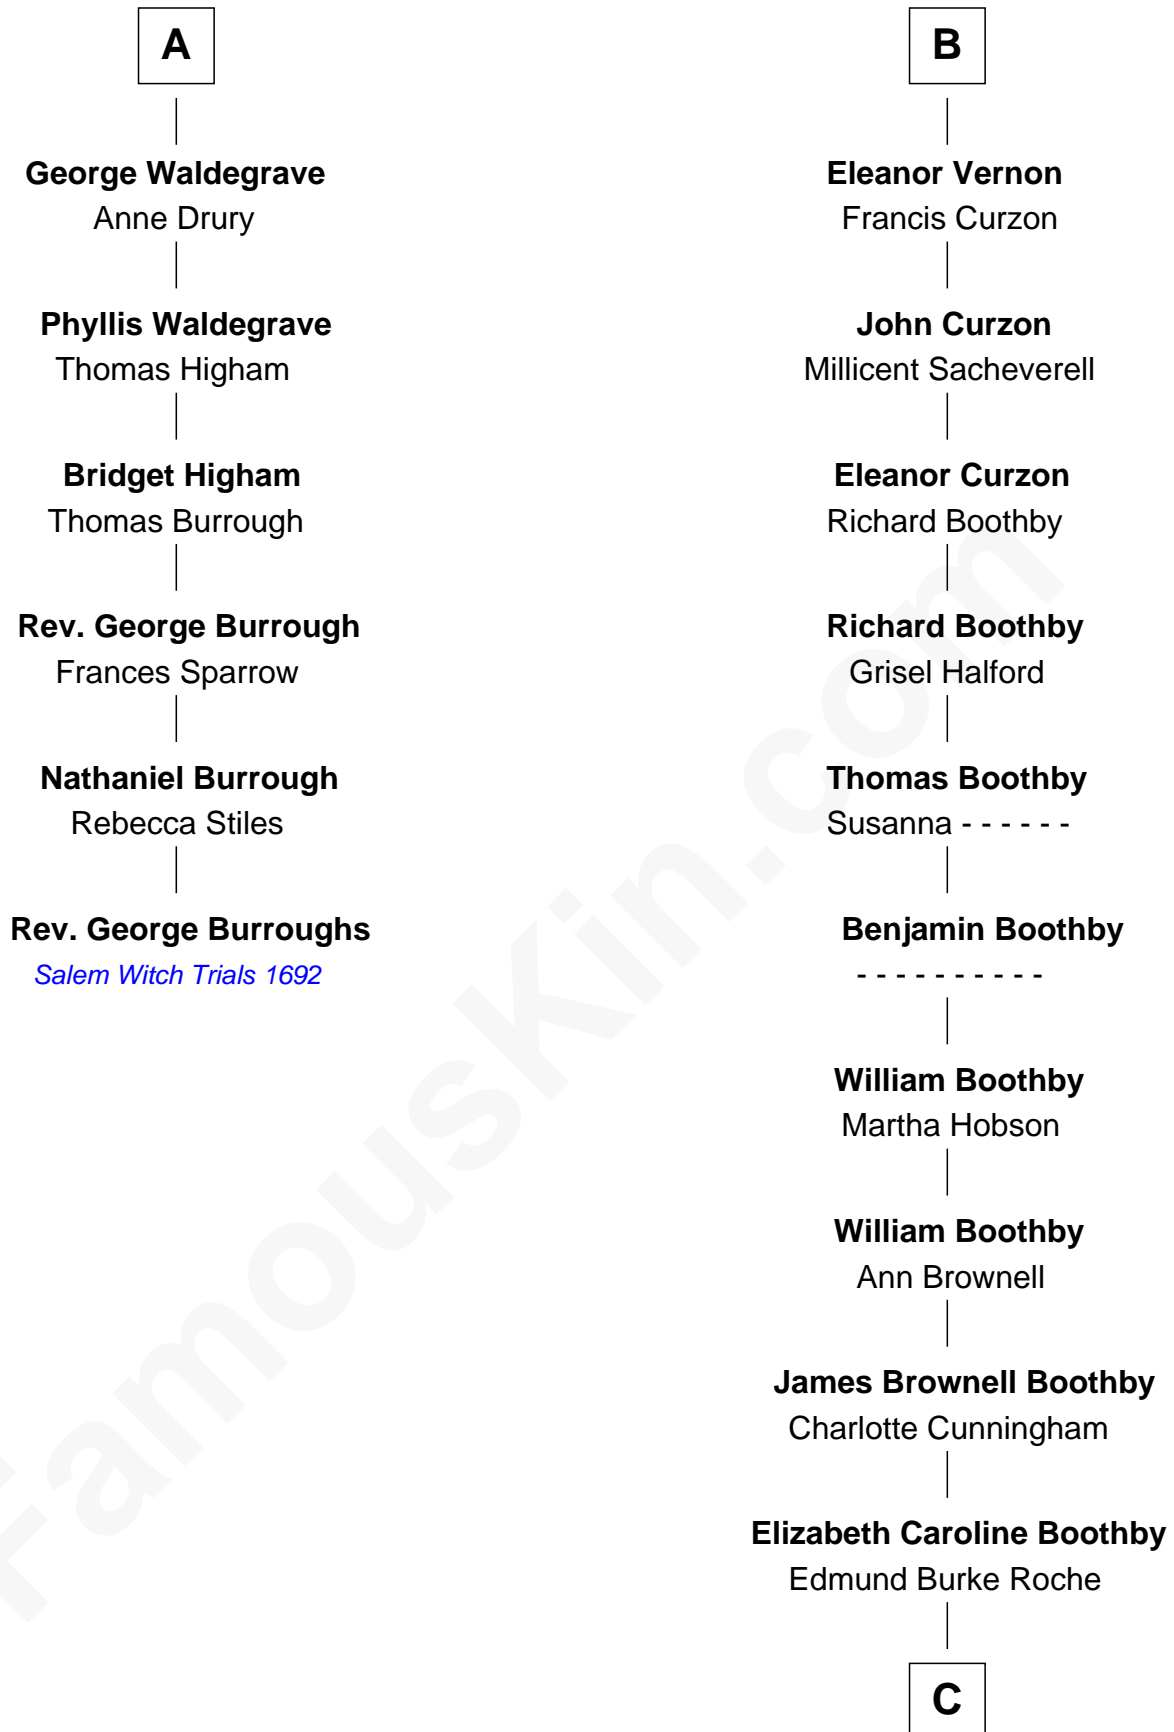 A
George Waldegrave
Anne Drury
Phyllis Waldegrave
Thomas Higham
Bridget Higham
Thomas Burrough
Rev. George Burrough
Frances Sparrow
Nathaniel Burrough
Rebecca Stiles
Rev. George Burroughs
Salem Witch Trials 1692
B
Eleanor Vernon
Francis Curzon
John Curzon
Millicent Sacheverell
Eleanor Curzon
Richard Boothby
Richard Boothby
Grisel Halford
Thomas Boothby
Susanna - - - - - -
Benjamin Boothby
- - - - - - - - - -
William Boothby
Martha Hobson
William Boothby
Ann Brownell
James Brownell Boothby
Charlotte Cunningham
Elizabeth Caroline Boothby
Edmund Burke Roche
C
FamousKin.com